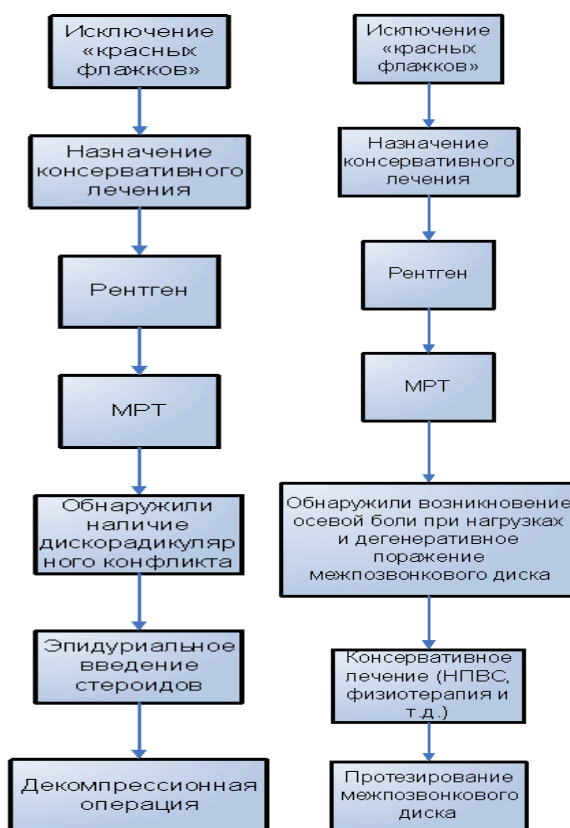 Исключение
«красных
флажков»
Назначение
консервативного
лечения
Рентген
МРТ
Обнаружили
наличие
дискорадикуляр
ного конфликта
Эпидуриальное
введение
стероидов
Декомпрессионная
операция
Исключение
«красных
флажков»
Назначение
консервативного
лечения
Рентген
МРТ
Обнаружили возникновение
осевой боли при нагрузках
и дегенеративное
поражение
межпозвонкового диска
Консервативное
лечение (НПВС,
физиотерапия и
т.д.)
Протезирование
межпозвонкового
диска